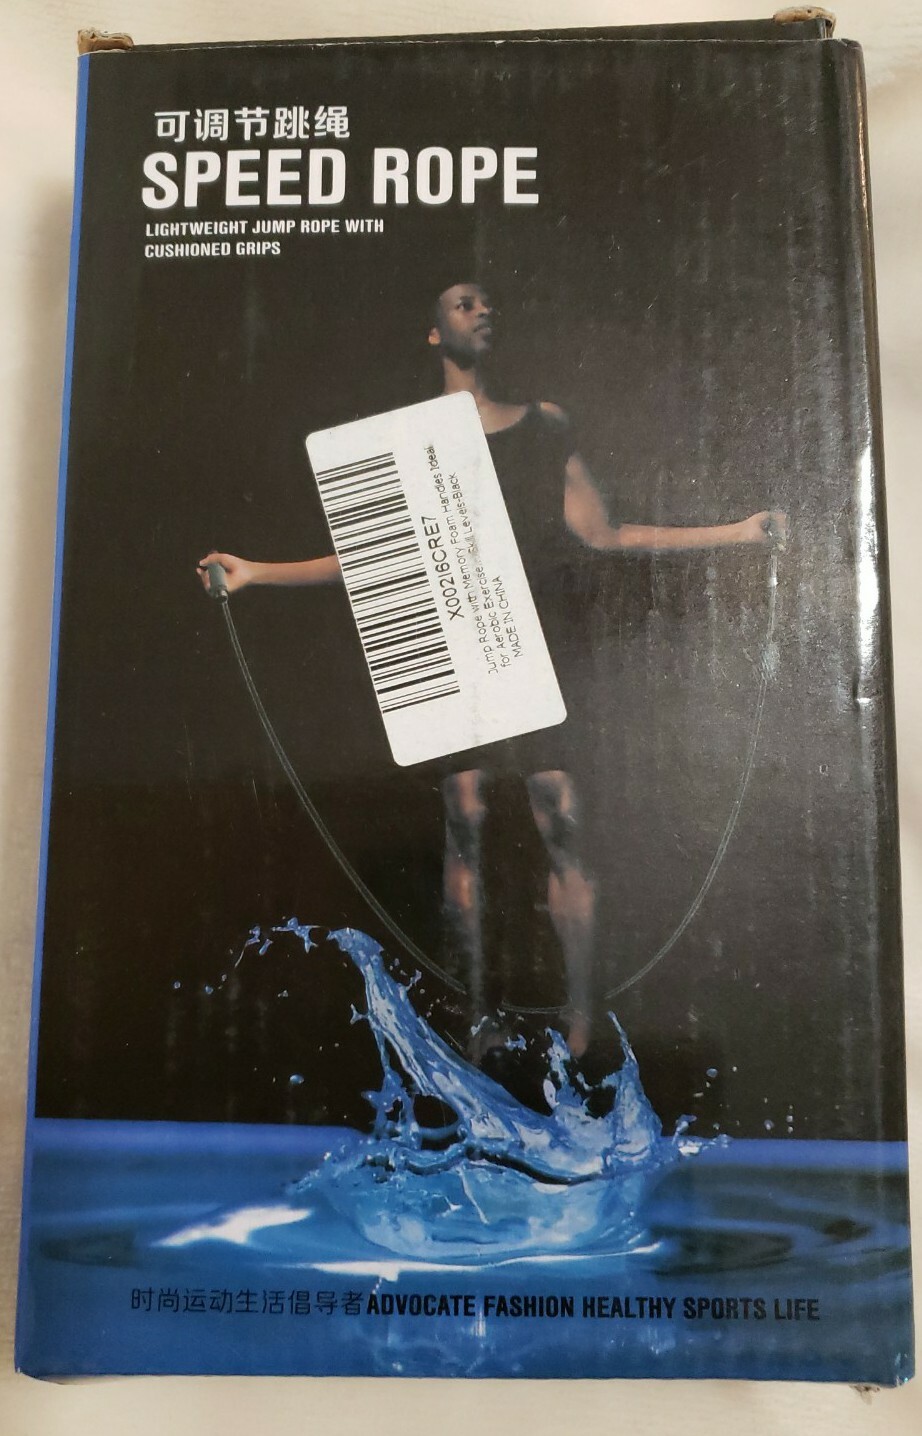 可调节跳绳
SPEED ROPE
LIGHTWEIGHT JUMP ROPE WITH
CUSHIONED GRIPS
X002I6CRE7
Jump Rope with Memory Foam Handles Ideal
for Aerobic Exercise... Skill Levels-Black
MADE IN CHINA
时尚运动生活倡导者ADVOCATE FASHION HEALTHY SPORTS LIFE